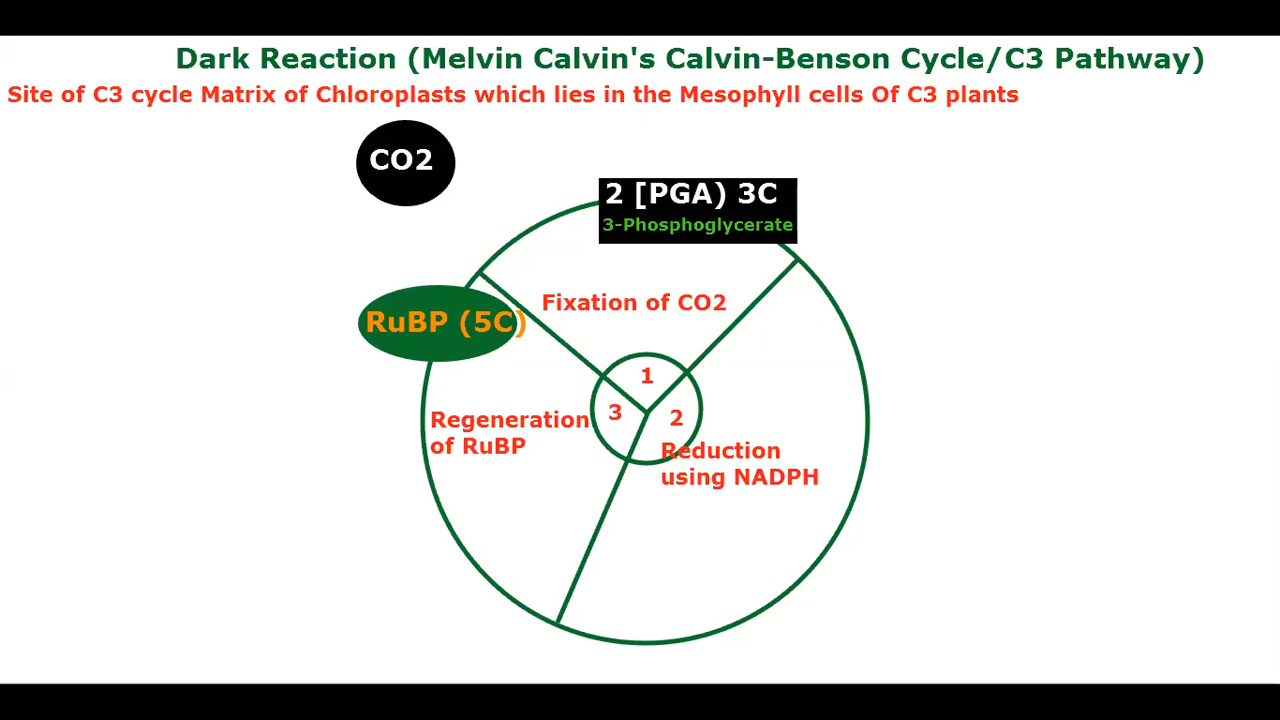 Dark Reaction (Melvin Calvin's Calvin-Benson Cycle/C3 Pathway)
Site of C3 cycle Matrix of Chloroplasts which lies in the Mesophyll cells Of C3 plants
CO2
2 [PGA) 3C
3-Phosphoglycerate
Fixation of CO2
RuBP (5C)
1
3
2
Regeneration
of RuBP
Reduction
using NADPH